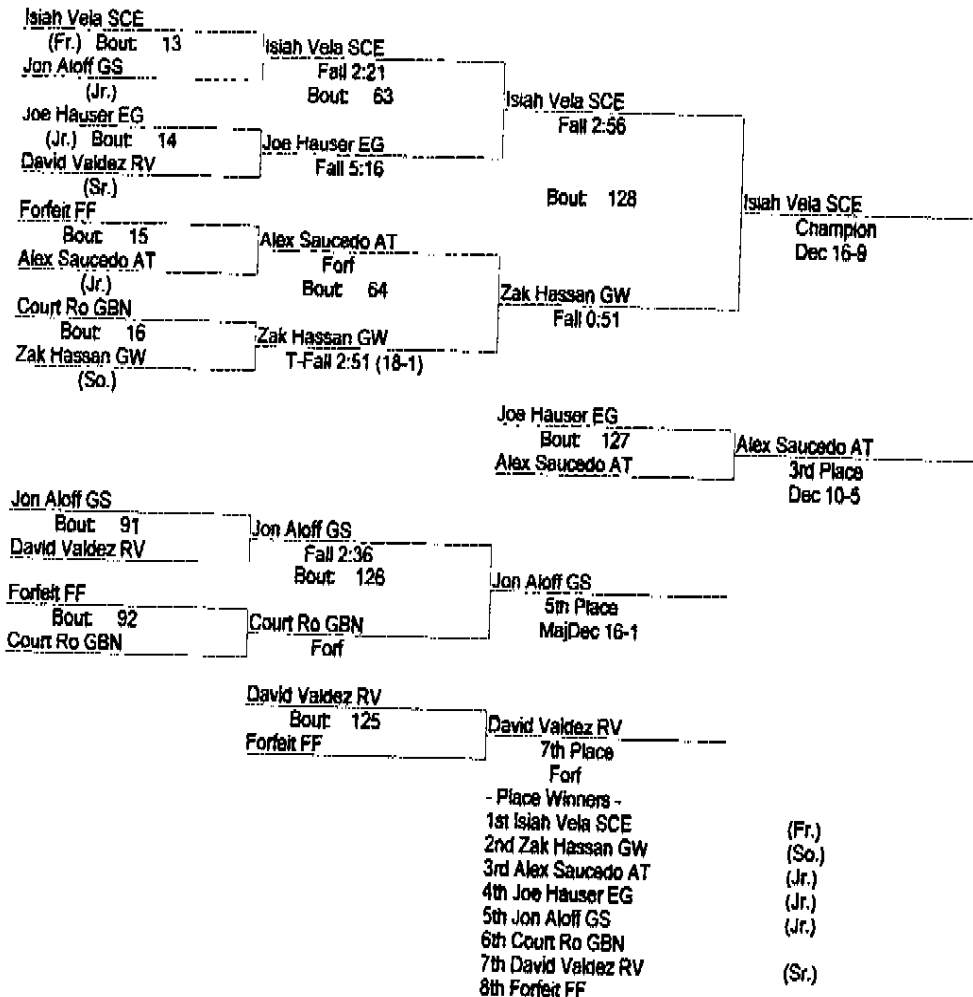 Isiah Vela SCE
(Fr.) Bout: 13
Jon Aloff GS
(Jr.)
Joe Hauser EG
(Jr.) Bout: 14
David Valdez RV
(Sr.)
Forfeit FF
Bout: 15
Alex Saucedo AT
(Jr.)
Court Ro GBN
Bout: 16
Zak Hassan GW
(So.)
Isiah Vela SCE
Fall 2:21
Bout: 63
Joe Hauser EG
Fall 5:16
Alex Saucedo AT
Forf
Bout: 64
Zak Hassan GW
T-Fall 2:51 (18-1)
Isiah Vela SCE
Fall 2:56
Bout: 128
Zak Hassan GW
Fall 0:51
Isiah Vela SCE
Champion
Dec 16-9
Joe Hauser EG
Bout: 127
Alex Saucedo AT
Alex Saucedo AT
3rd Place
Dec 10-5
Jon Aloff GS
Bout: 91
David Valdez RV
Forfeit FF
Bout: 92
Court Ro GBN
Jon Aloff GS
Fall 2:36
Bout: 126
Court Ro GBN
Forf
Jon Aloff GS
5th Place
MajDec 16-1
David Valdez RV
Bout: 125
Forfeit FF
David Valdez RV
7th Place
Forf
- Place Winners -
1st Isiah Vela SCE (Fr.)
2nd Zak Hassan GW (So.)
3rd Alex Saucedo AT (Jr.)
4th Joe Hauser EG (Jr.)
5th Jon Aloff GS (Jr.)
6th Court Ro GBN
7th David Valdez RV (Sr.)
8th Forfeit FF